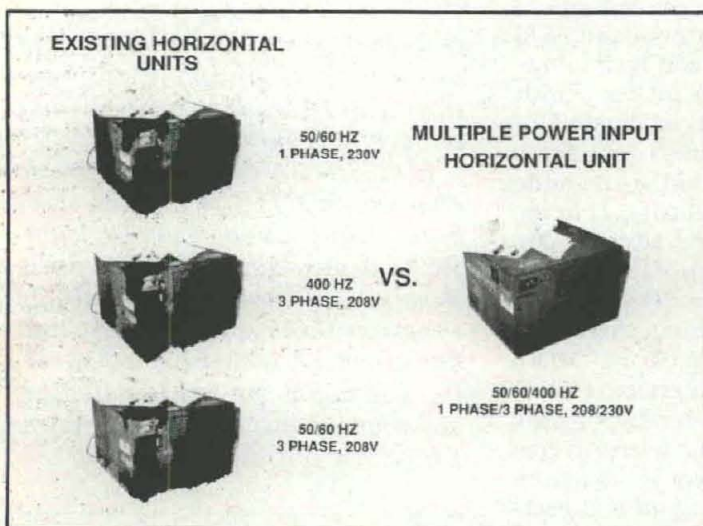 EXISTING HORIZONTAL
UNITS
50/60 HZ
1 PHASE, 230V
400 HZ
3 PHASE, 208V
50/60 HZ
3 PHASE, 208V
VS.
MULTIPLE POWER INPUT
HORIZONTAL UNIT
50/60/400 HZ
1 PHASE/3 PHASE, 208/230V